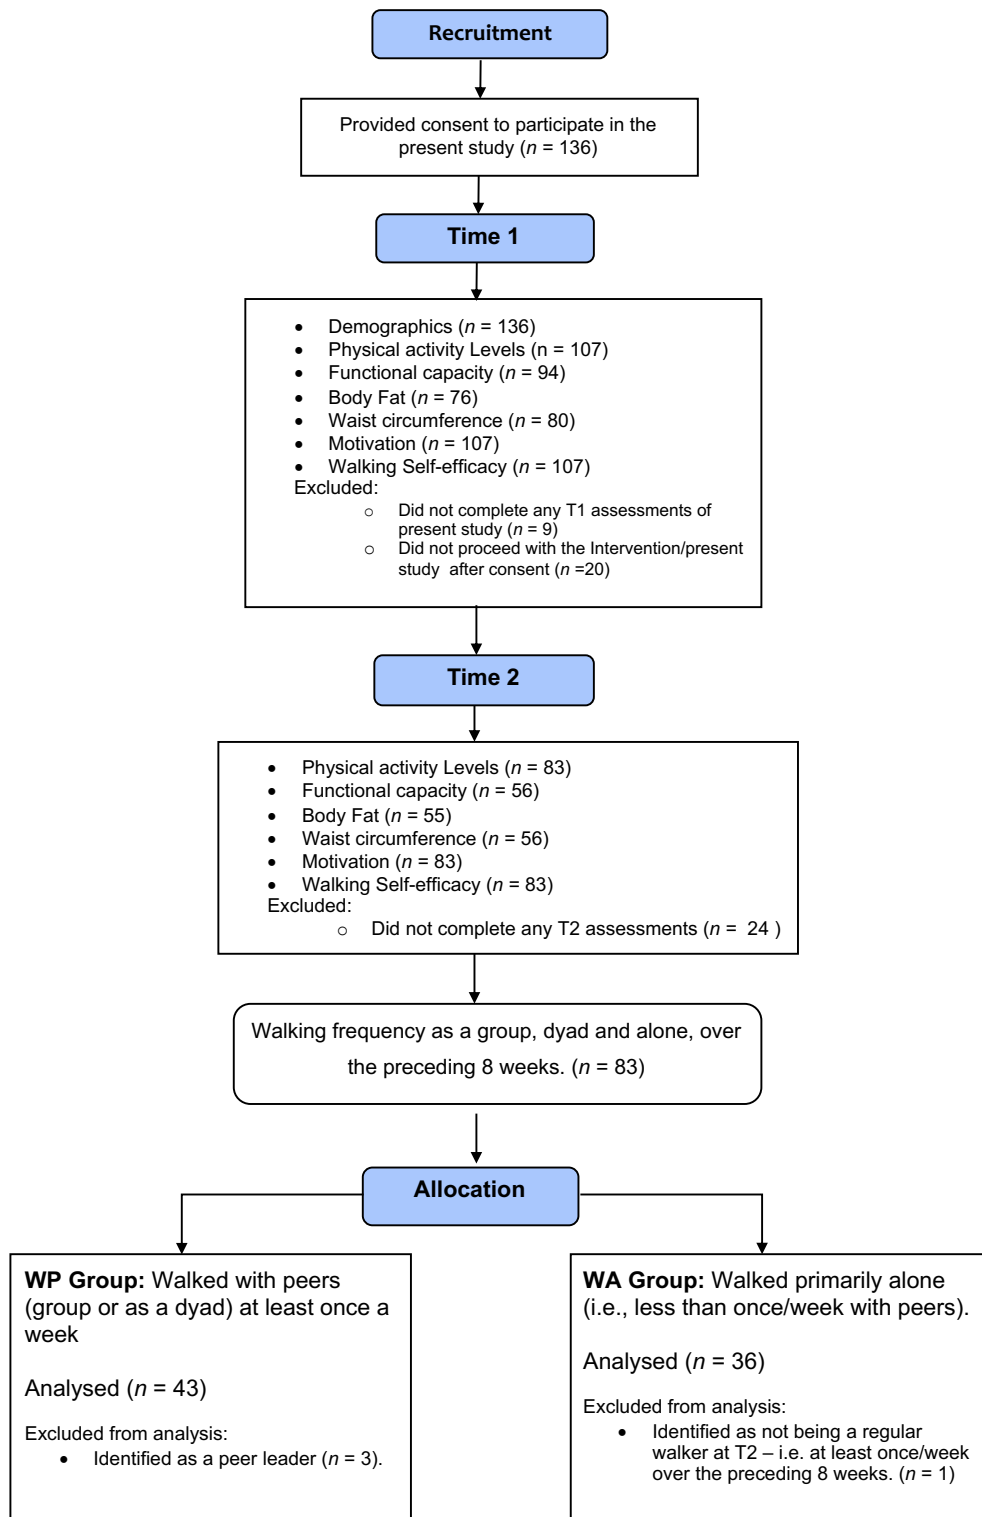 Recruitment
Provided consent to participate in the
present study (n = 136)
Time 1
• Demographics (n = 136)
• Physical activity Levels (n = 107)
• Functional capacity (n = 94)
• Body Fat (n = 76)
• Waist circumference (n = 80)
• Motivation (n = 107)
• Walking Self-efficacy (n = 107)
Excluded:
o Did not complete any T1 assessments of
present study (n = 9)
o Did not proceed with the Intervention/present
study after consent (n =20)
Time 2
• Physical activity Levels (n = 83)
• Functional capacity (n = 56)
• Body Fat (n = 55)
• Waist circumference (n = 56)
• Motivation (n = 83)
• Walking Self-efficacy (n = 83)
Excluded:
o Did not complete any T2 assessments (n = 24 )
Walking frequency as a group, dyad and alone, over
the preceding 8 weeks. (n = 83)
Allocation
WP Group: Walked with peers
(group or as a dyad) at least once a
week
Analysed (n = 43)
Excluded from analysis:
• Identified as a peer leader (n = 3).
WA Group: Walked primarily alone
(i.e., less than once/week with peers).
Analysed (n = 36)
Excluded from analysis:
• Identified as not being a regular
walker at T2 – i.e. at least once/week
over the preceding 8 weeks. (n = 1)